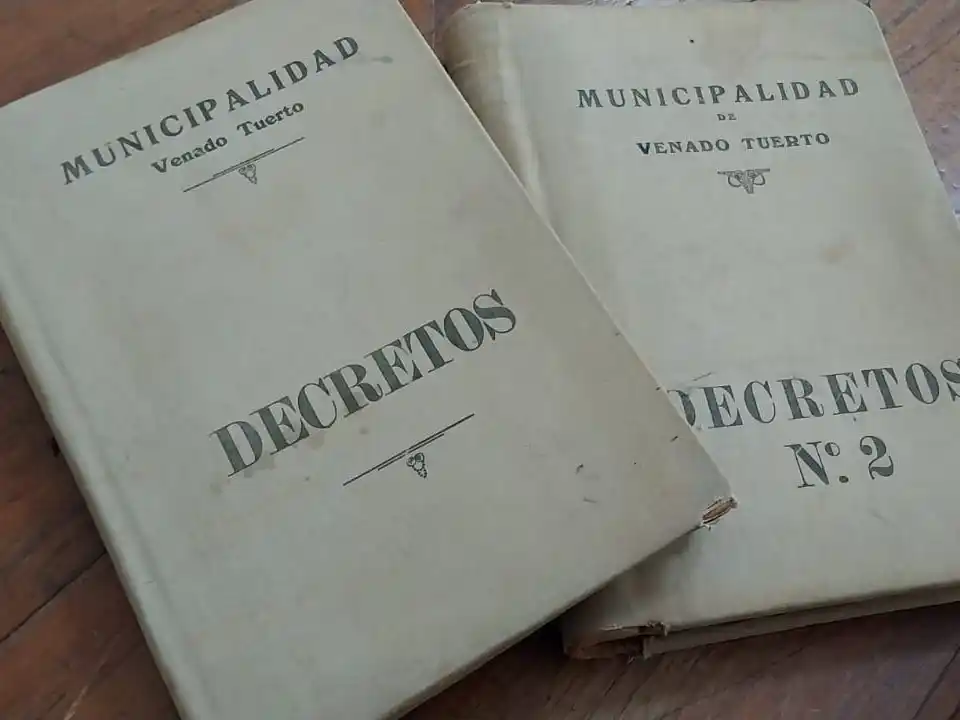 MUNICIPALIDAD
Venado Tuerto
DECRETOS
MUNICIPALIDAD
DE
VENADO TUERTO
DECRETOS
Nº. 2